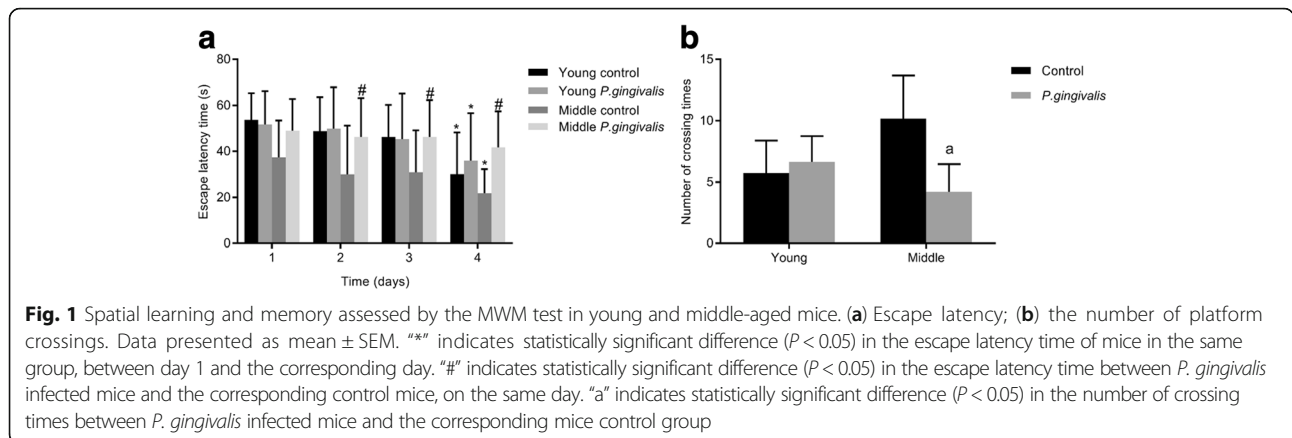 a
80
60
40
20
0
Escape latency time (s)
# # #
* * *
1 2 3 4
Time (days)
Young control
Young P.gingivalis
Middle control
Middle P.gingivalis
b
15
10
5
0
Number of crossing times
a
Young Middle
Control
P.gingivalis
Fig. 1 Spatial learning and memory assessed by the MWM test in young and middle-aged mice. (a) Escape latency; (b) the number of platform
crossings. Data presented as mean ± SEM. “*” indicates statistically significant difference (P < 0.05) in the escape latency time of mice in the same
group, between day 1 and the corresponding day. “#” indicates statistically significant difference (P < 0.05) in the escape latency time between P. gingivalis
infected mice and the corresponding control mice, on the same day. “a” indicates statistically significant difference (P < 0.05) in the number of crossing
times between P. gingivalis infected mice and the corresponding mice control group